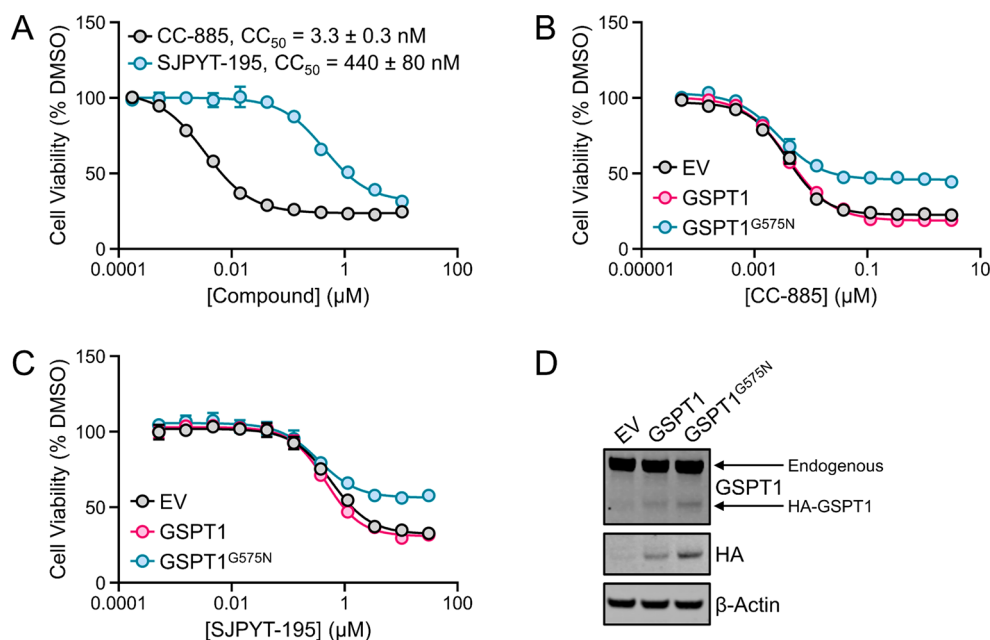 A
150
100
50
0
Cell Viability (% DMSO)
CC-885, CC50 = 3.3 ± 0.3 nM
SJPYT-195, CC50 = 440 ± 80 nM
0.0001 0.01 1 100
[Compound] (μM)
B
150
100
50
0
Cell Viability (% DMSO)
EV
GSPT1
GSPT1G575N
0.00001 0.001 0.1 10
[CC-885] (μM)
C
150
100
50
0
Cell Viability (% DMSO)
EV
GSPT1
GSPT1G575N
0.0001 0.01 1 100
[SJPYT-195] (μM)
D
EV GSPT1 GSPT1G575N
Endogenous
GSPT1
HA-GSPT1
HA
β-Actin